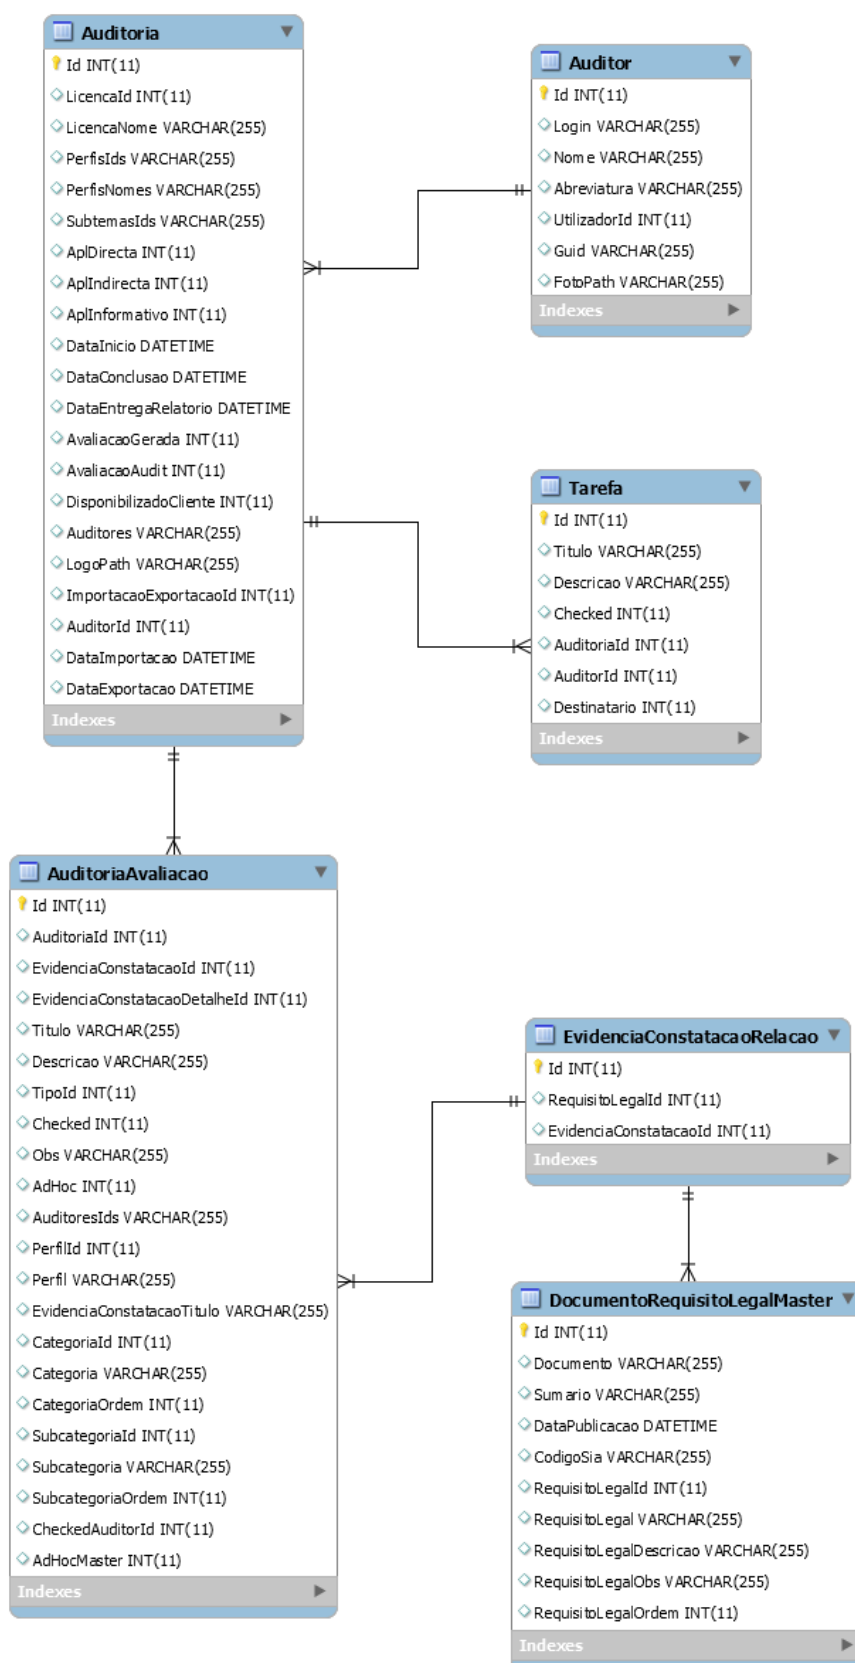 Auditoria
Id INT(11)
LicencaId INT(11)
LicencaNome VARCHAR(255)
PerfisIds VARCHAR(255)
PerfisNomes VARCHAR(255)
SubtemasIds VARCHAR(255)
AplDirecta INT(11)
AplIndirecta INT(11)
AplInformativo INT(11)
DataInicio DATETIME
DataConclusao DATETIME
DataEntregaRelatorio DATETIME
AvaliacaoGerada INT(11)
AvaliacaoAudit INT(11)
DisponibilizadoCliente INT(11)
Auditores VARCHAR(255)
LogoPath VARCHAR(255)
ImportacaoExportacaoId INT(11)
AuditorId INT(11)
DataImportacao DATETIME
DataExportacao DATETIME
Indexes
Auditor
Id INT(11)
Login VARCHAR(255)
Nome VARCHAR(255)
Abreviatura VARCHAR(255)
UtilizadorId INT(11)
Guid VARCHAR(255)
FotoPath VARCHAR(255)
Indexes
Tarefa
Id INT(11)
Titulo VARCHAR(255)
Descricao VARCHAR(255)
Checked INT(11)
AuditoriaId INT(11)
AuditorId INT(11)
Destinatario INT(11)
Indexes
AuditoriaAvaliacao
Id INT(11)
AuditoriaId INT(11)
EvidenciaConstatacaoId INT(11)
EvidenciaConstatacaoDetalheId INT(11)
Titulo VARCHAR(255)
Descricao VARCHAR(255)
TipoId INT(11)
Checked INT(11)
Obs VARCHAR(255)
AdHoc INT(11)
AuditoresIds VARCHAR(255)
PerfilId INT(11)
Perfil VARCHAR(255)
EvidenciaConstatacaoTitulo VARCHAR(255)
CategoriaId INT(11)
Categoria VARCHAR(255)
CategoriaOrdem INT(11)
SubcategoriaId INT(11)
Subcategoria VARCHAR(255)
SubcategoriaOrdem INT(11)
CheckedAuditorId INT(11)
AdHocMaster INT(11)
Indexes
EvidenciaConstatacaoRelacao
Id INT(11)
RequisitoLegalId INT(11)
EvidenciaConstatacaoId INT(11)
Indexes
DocumentoRequisitoLegalMaster
Id INT(11)
Documento VARCHAR(255)
Sumario VARCHAR(255)
DataPublicacao DATETIME
CodigoSia VARCHAR(255)
RequisitoLegalId INT(11)
RequisitoLegal VARCHAR(255)
RequisitoLegalDescricao VARCHAR(255)
RequisitoLegalObs VARCHAR(255)
RequisitoLegalOrdem INT(11)
Indexes